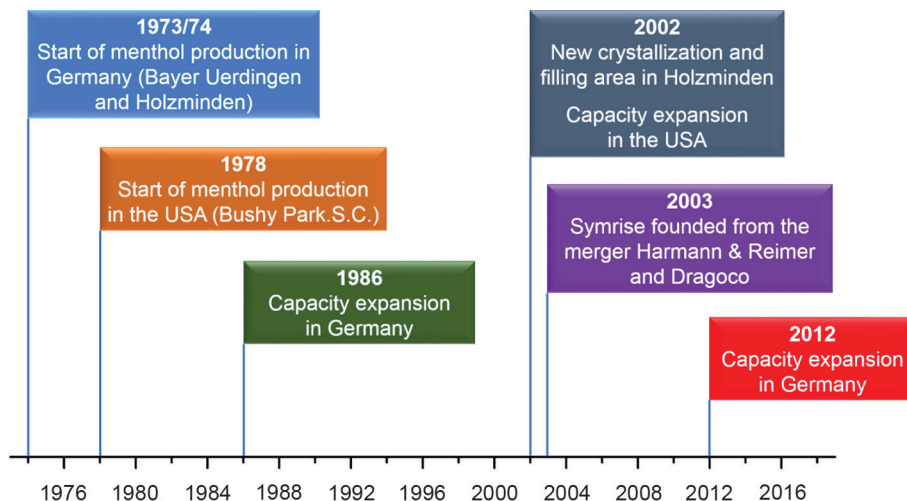 1973/74
Start of menthol production in
Germany (Bayer Uerdingen
and Holzminden)
1978
Start of menthol production
in the USA (Bushy Park.S.C.)
1986
Capacity expansion
in Germany
2002
New crystallization and
filling area in Holzminden
Capacity expansion
in the USA
2003
Symrise founded from the
merger Harmann & Reimer
and Dragoco
2012
Capacity expansion
in Germany
1976 1980 1984 1988 1992 1996 2000 2004 2008 2012 2016